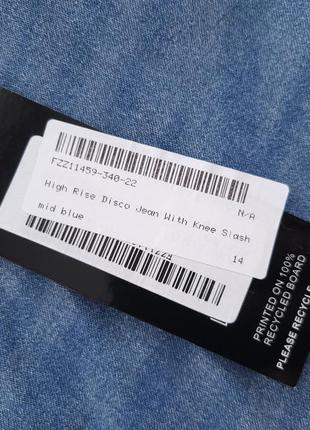 FZZ11459-340-22
N/A
High Rise Disco Jean With Knee Slash
mid blue
14
PRINTED ON 100%
RECYCLED BOARD
PLEASE RECYCLE